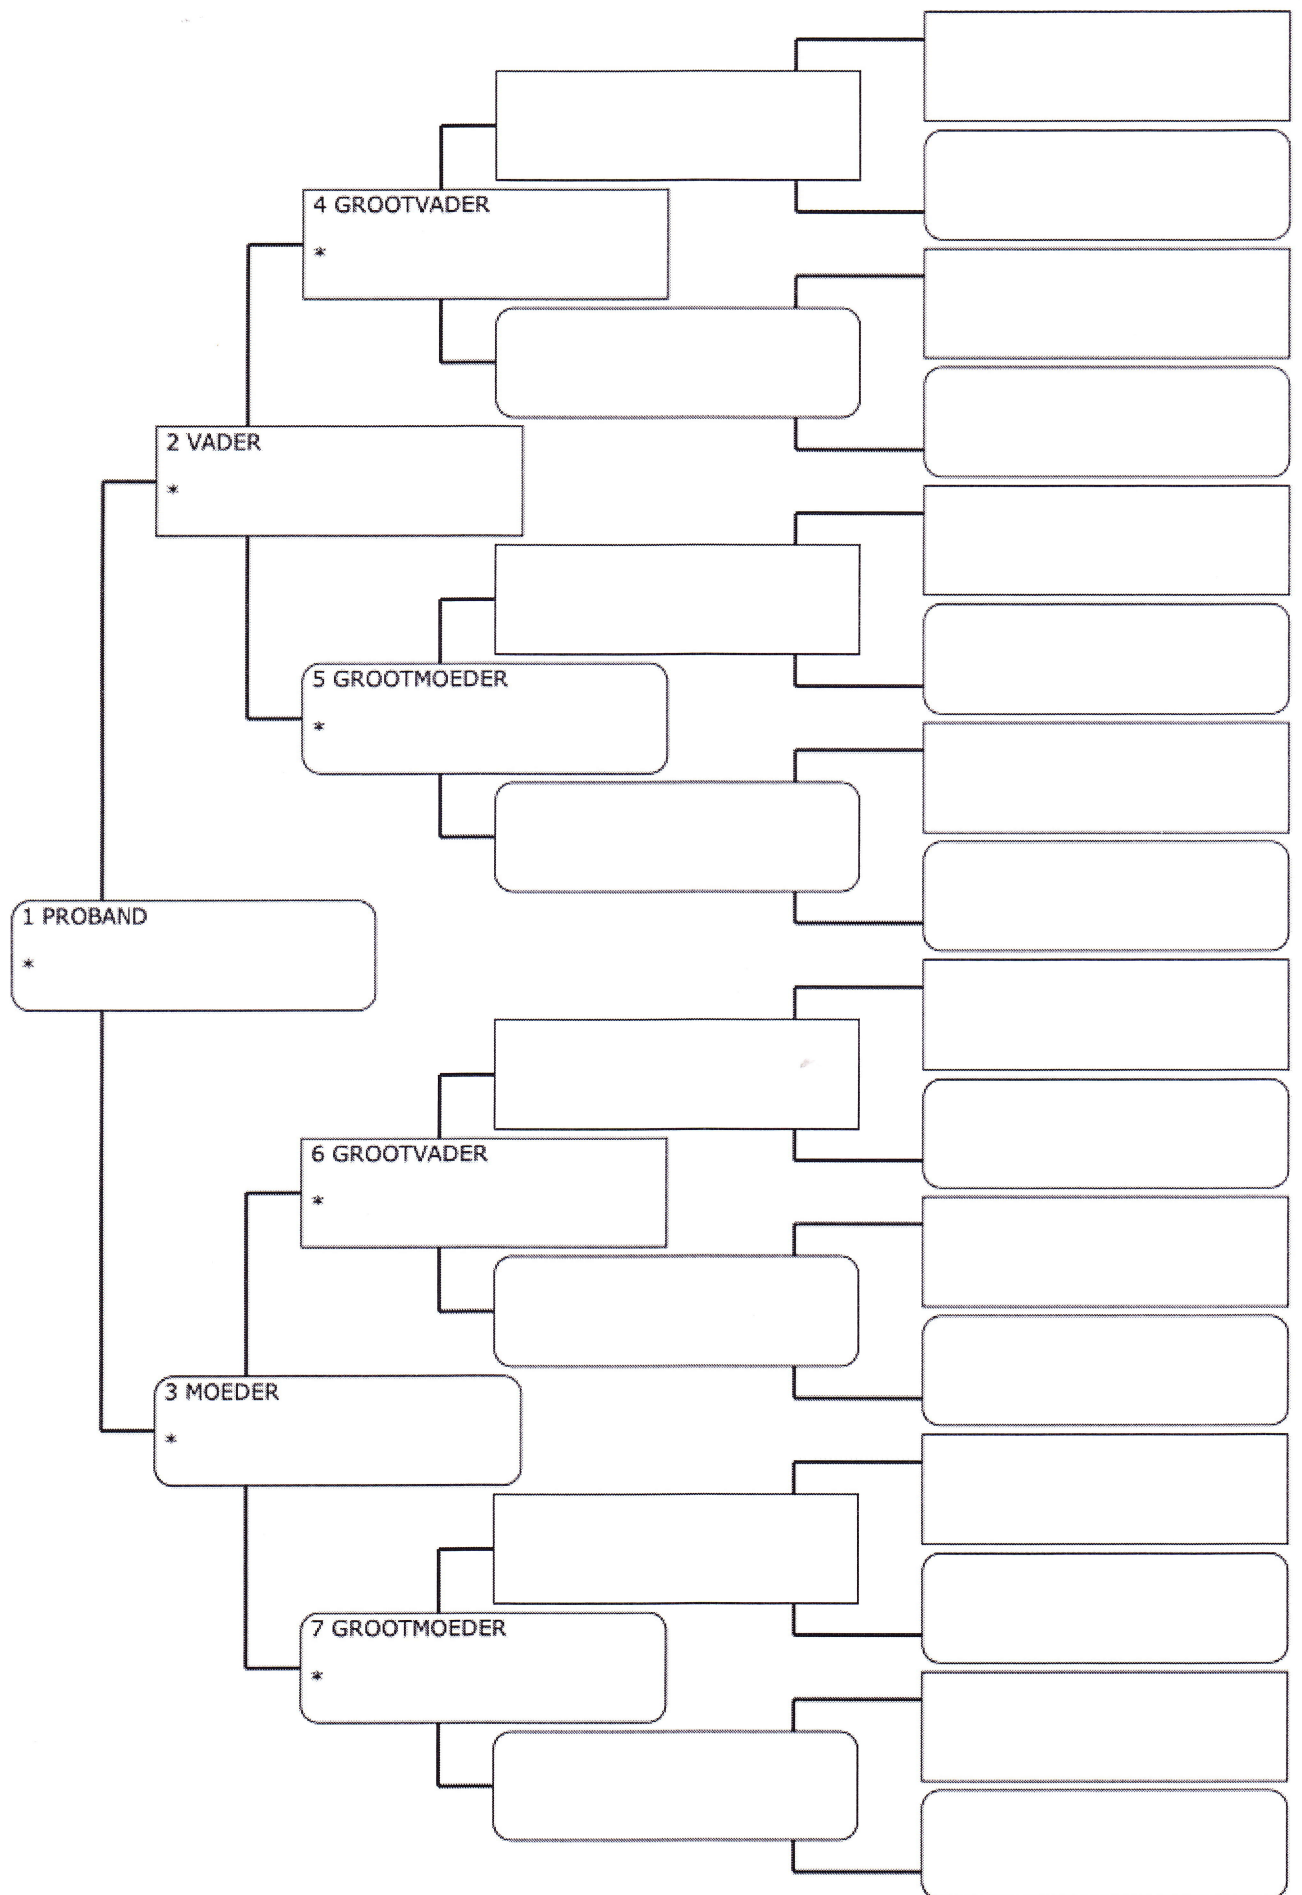 4 GROOTVADER
*
2 VADER
*
5 GROOTMOEDER
*
1 PROBAND
*
6 GROOTVADER
*
3 MOEDER
*
7 GROOTMOEDER
*